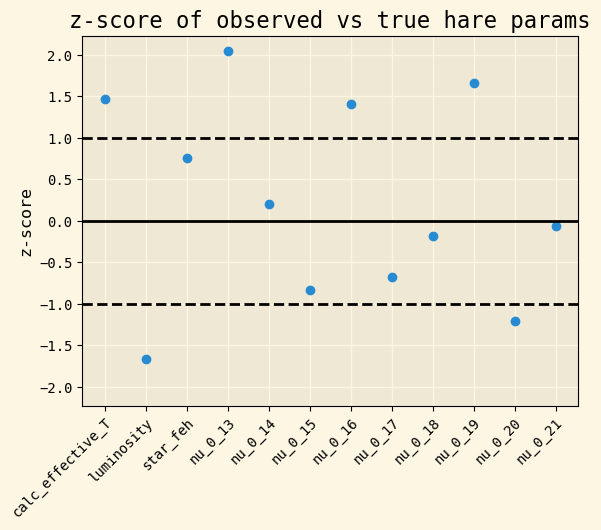 z-score of observed vs true hare params
z-score
2.0
1.5
1.0
0.5
0.0
−0.5
−1.0
−1.5
−2.0
calc_effective_T
luminosity
star_feh
nu_0_13
nu_0_14
nu_0_15
nu_0_16
nu_0_17
nu_0_18
nu_0_19
nu_0_20
nu_0_21